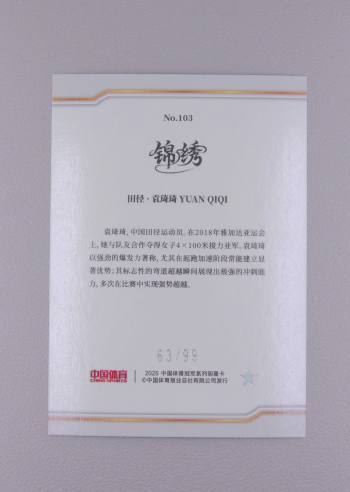 No.103
锦绣
田径·袁琦琦 YUAN QIQI
袁琦琦,中国田径运动员。在2018年雅加达亚运会
上,她与队友合作夺得女子4×100米接力亚军。袁琦琦
以强劲的爆发力著称,尤其在起跑加速阶段常能建立显
著优势;其标志性的弯道超越瞬间展现出极强的冲刺能
力,多次在比赛中实现强势超越。
63/99
中国体育
CHINA SPORTS
2025 中国体育冠军系列明星卡
©中国体育报业总社有限公司发行